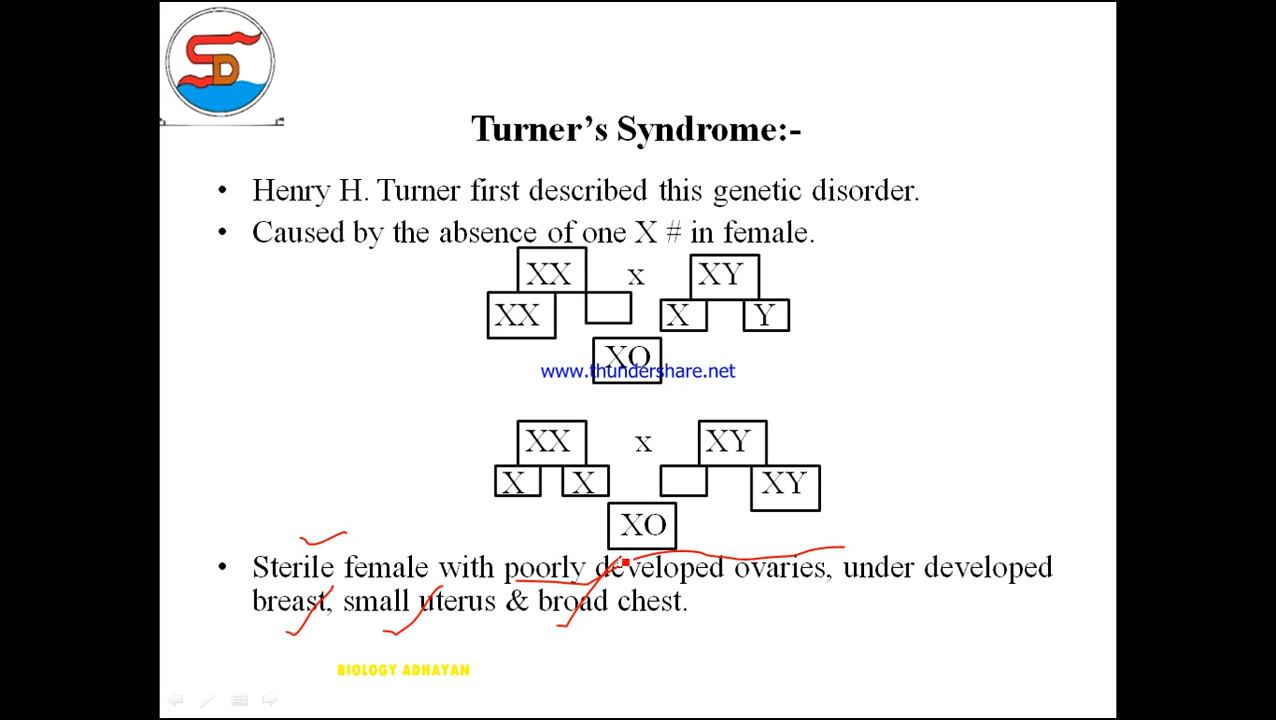 SD
Turner's Syndrome:-
• Henry H. Turner first described this genetic disorder.
• Caused by the absence of one X # in female.
XX x XY
XX X Y
XO
www.thundershare.net
XX x XY
X X XY
XO
• Sterile female with poorly developed ovaries, under developed
breast, small uterus & broad chest.
BIOLOGY ADHAYAN